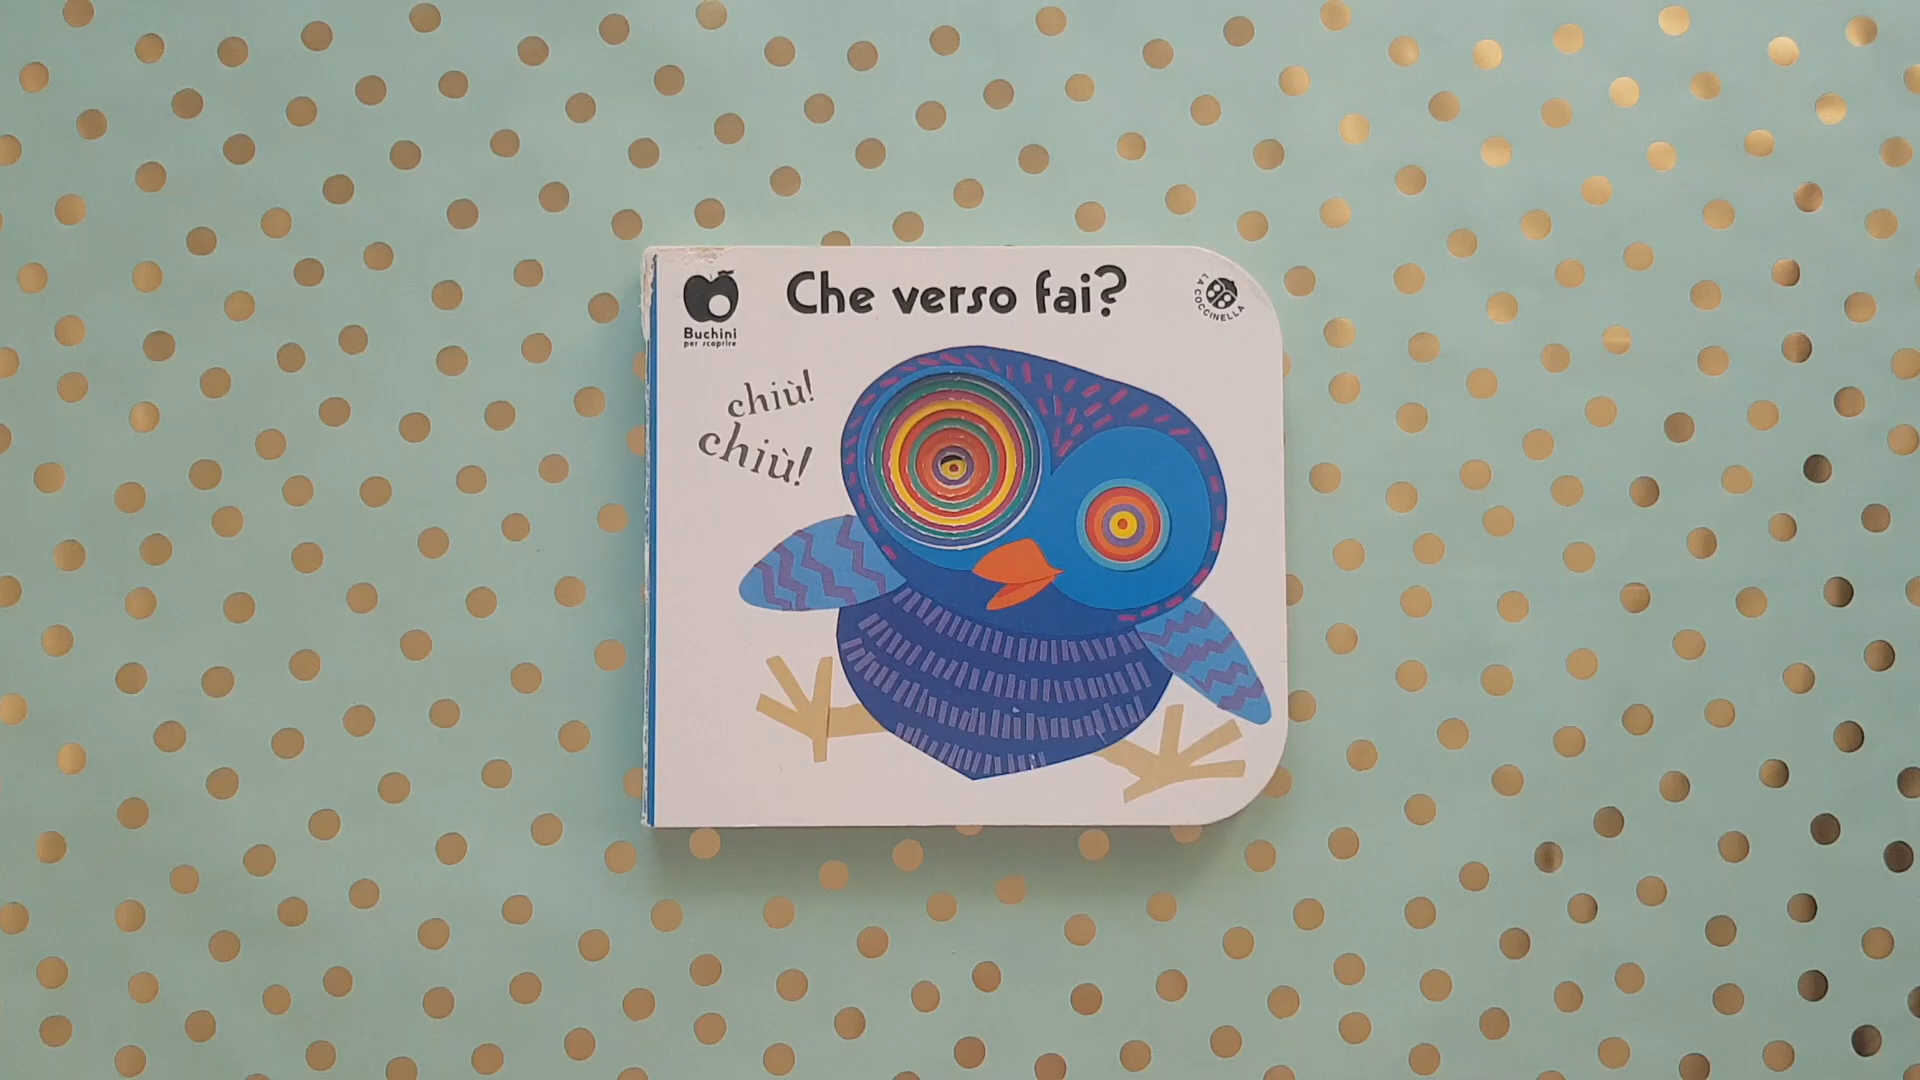 Che verso fai?
Buchini
per scoprire
LA COCCINELLA
chiù!
chiù!